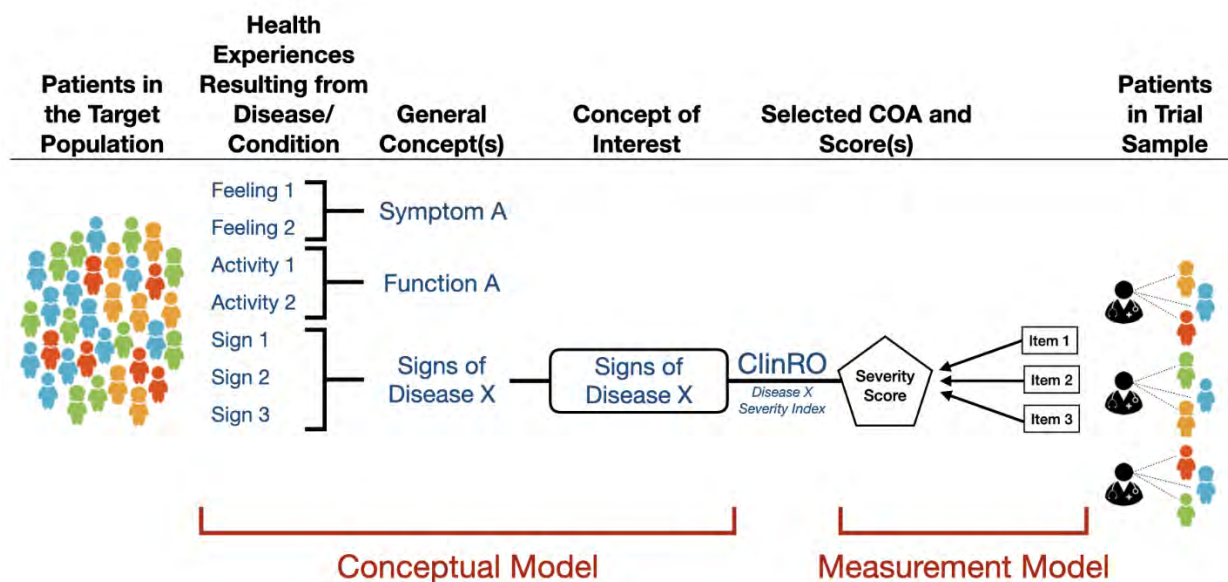 Patients in
the Target
Population
Health
Experiences
Resulting from
Disease/
Condition
General
Concept(s)
Concept of
Interest
Selected COA and
Score(s)
Patients
in Trial
Sample
Feeling 1
Feeling 2
Symptom A
Activity 1
Activity 2
Function A
Sign 1
Sign 2
Sign 3
Signs of
Disease X
Signs of
Disease X
ClinRO
Disease X
Severity Index
Severity
Score
Item 1
Item 2
Item 3
Conceptual Model
Measurement Model